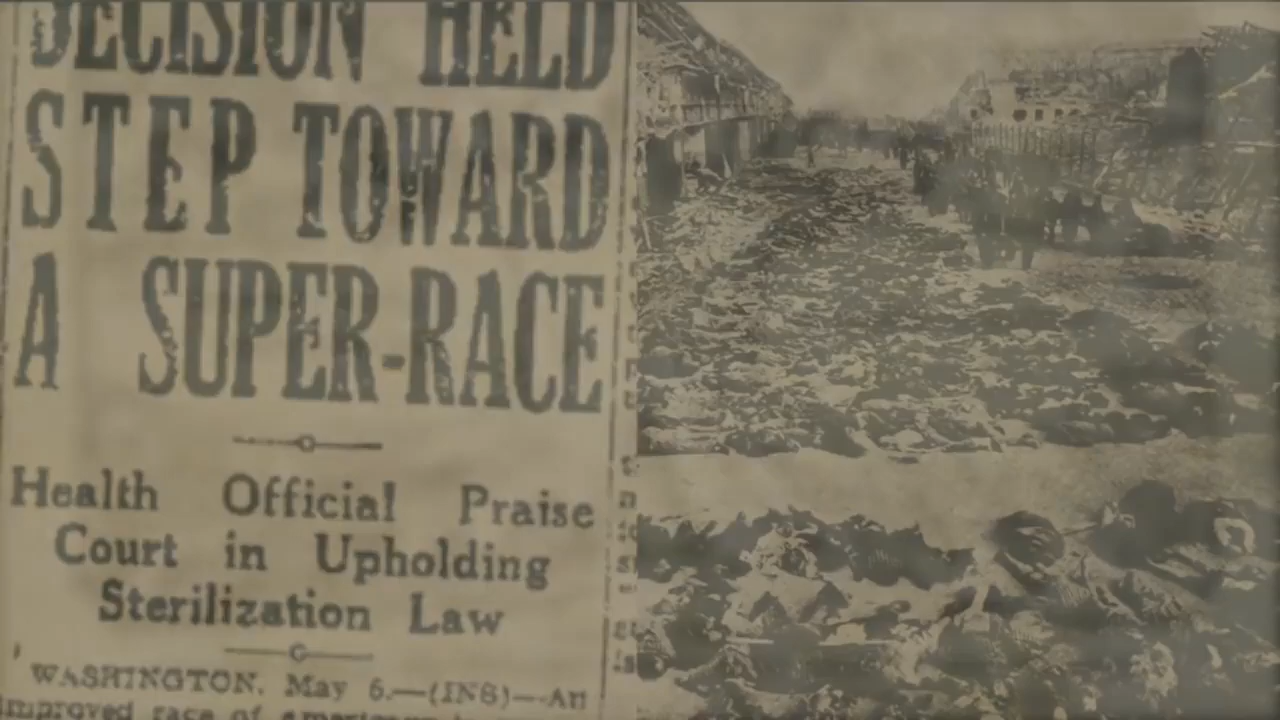 DECISION HELD
STEP TOWARD
A SUPER-RACE
Health Official Praise
Court in Upholding
Sterilization Law
WASHINGTON, May 6.—(INS)—An
improved race of